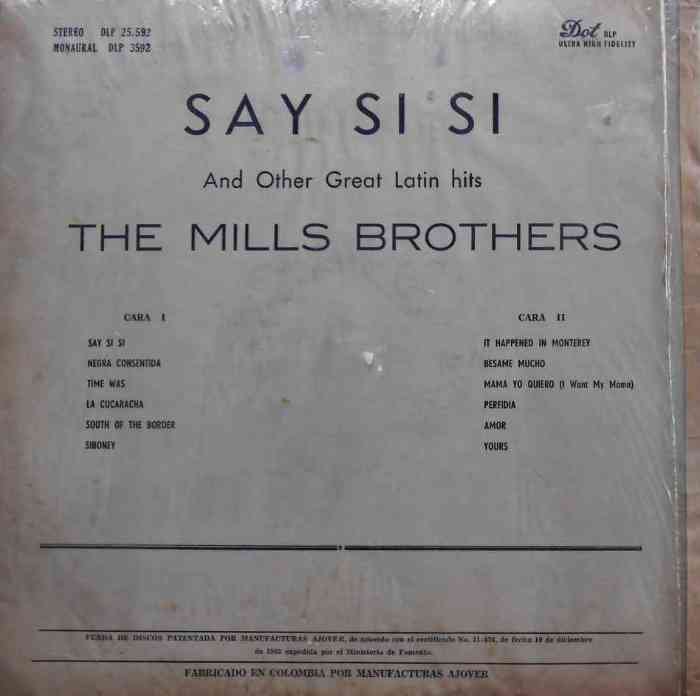 STEREO DLP 25.592
MONAURAL DLP 3592
Dot DLP
ULTRA HIGH FIDELITY
SAY SI SI
And Other Great Latin hits
THE MILLS BROTHERS
CARA I
SAY SI SI
NEGRA CONSENTIDA
TIME WAS
LA CUCARACHA
SOUTH OF THE BORDER
SIBONEY
CARA II
IT HAPPENED IN MONTEREY
BESAME MUCHO
MAMA YO QUIERO (I Want My Mama)
PERFIDIA
AMOR
YOURS
FUNDA DE DISCOS PATENTADA POR MANUFACTURAS AJOVER, de acuerdo con el certificado No. de fecha 19 de diciembre
de expedida por el Ministerio de Fomento.
FABRICADO EN COLOMBIA POR MANUFACTURAS AJOVER